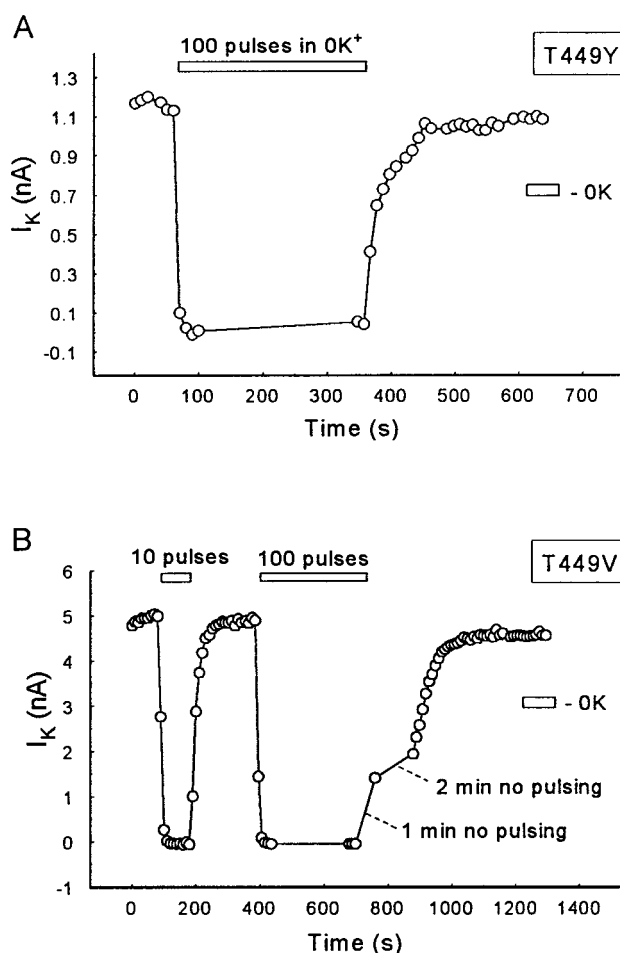 A
100 pulses in 0K⁺
T449Y
1.3
1.1
0.9
0.7
0.5
0.3
0.1
-0.1
I_K (nA)
- 0K
0 100 200 300 400 500 600 700
Time (s)
B
10 pulses 100 pulses
T449V
6
5
4
3
2
1
0
-1
I_K (nA)
- 0K
2 min no pulsing
1 min no pulsing
0 200 400 600 800 1000 1200 1400
Time (s)